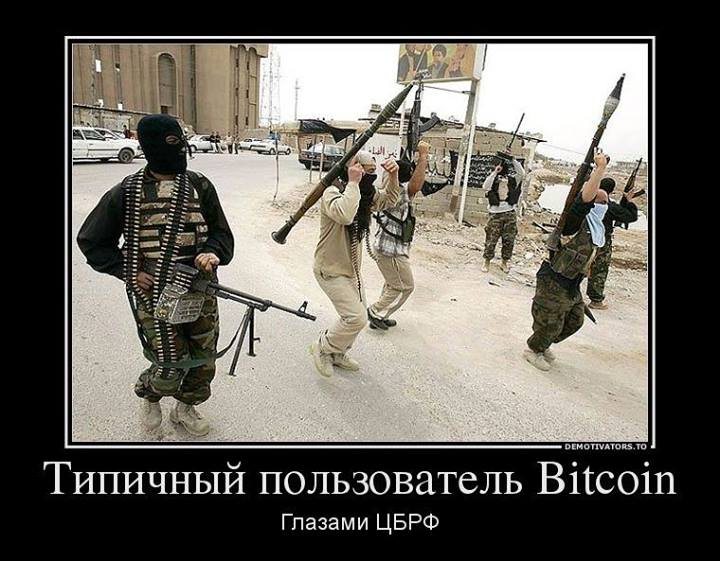 DEMOTIVATORS.TO
Типичный пользователь Bitcoin
Глазами ЦБРФ